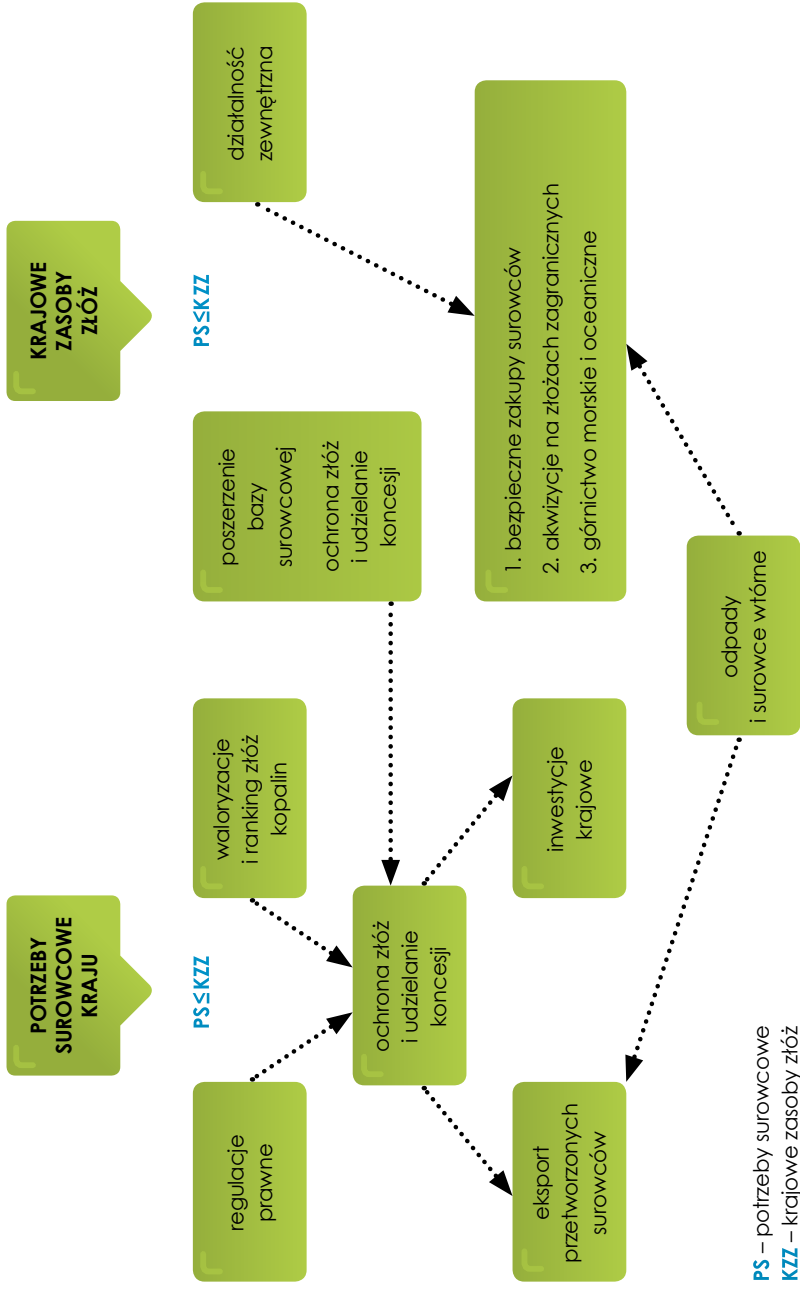 POTRZEBY
SUROWCOWE
KRAJU
KRAJOWE
ZASOBY
ZŁÓŻ
PS≤KZZ
PS≤KZZ
regulacje
prawne
waloryzacje
i ranking złóż
kopalin
poszerzenie
bazy
surowcowej
ochrona złóż
i udzielanie
koncesji
działalność
zewnętrzna
ochrona złóż
i udzielanie
koncesji
eksport
przetworzonych
surowców
inwestycje
krajowe
1. bezpieczne zakupy surowców
2. akwizycje na złożach zagranicznych
3. górnictwo morskie i oceaniczne
odpady
i surowce wtórne
PS – potrzeby surowcowe
KZZ – krajowe zasoby złóż